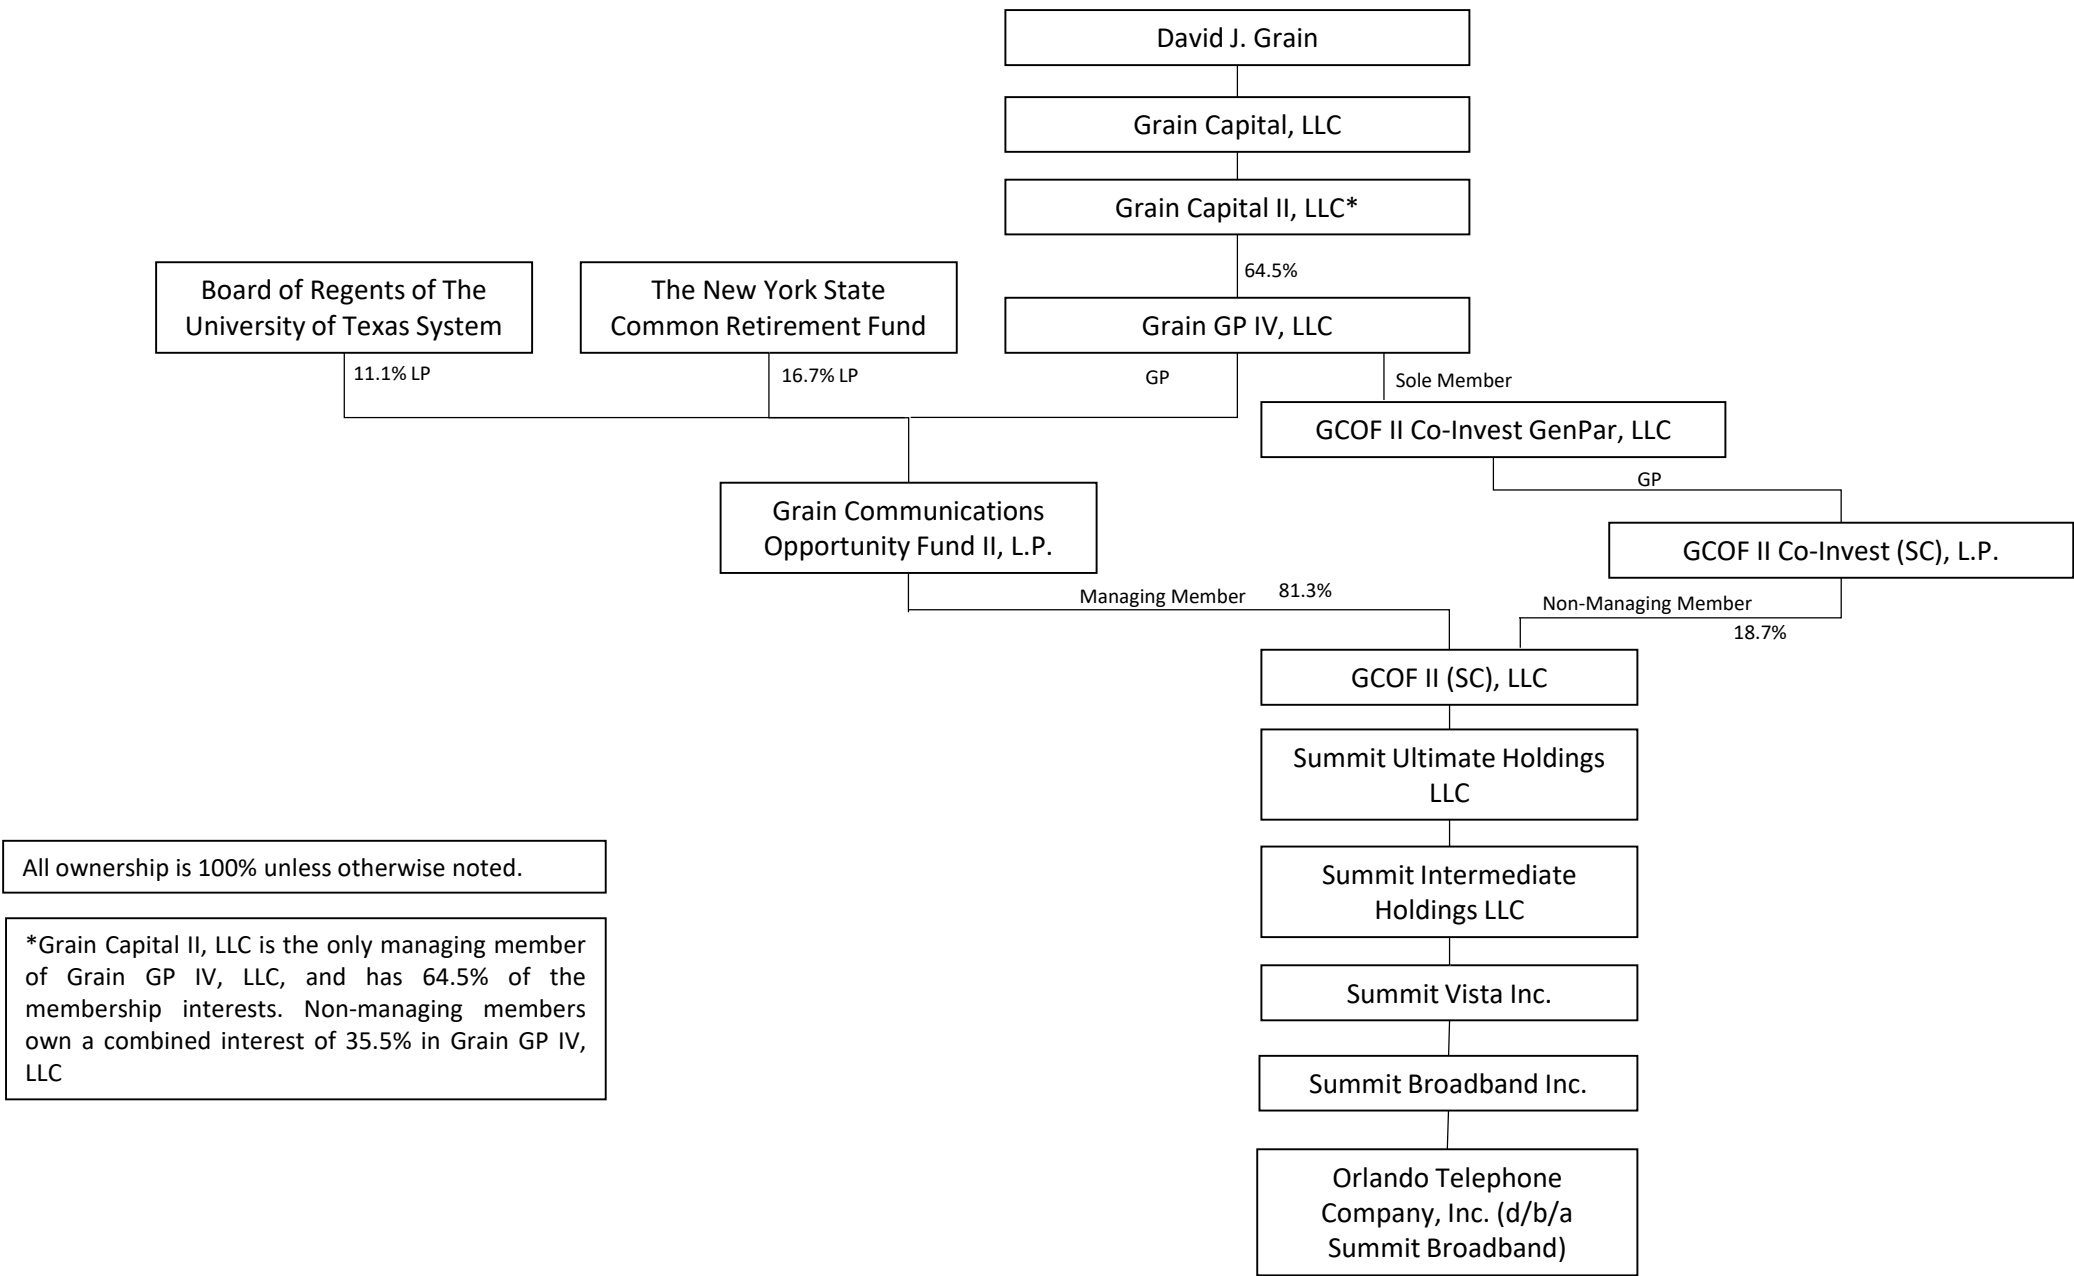 David J. Grain
Grain Capital, LLC
Grain Capital II, LLC*
64.5%
Board of Regents of The
University of Texas System
The New York State
Common Retirement Fund
Grain GP IV, LLC
11.1% LP
16.7% LP
GP
Sole Member
GCOF II Co-Invest GenPar, LLC
GP
Grain Communications
Opportunity Fund II, L.P.
GCOF II Co-Invest (SC), L.P.
Managing Member
81.3%
Non-Managing Member
18.7%
GCOF II (SC), LLC
Summit Ultimate Holdings
LLC
Summit Intermediate
Holdings LLC
Summit Vista Inc.
Summit Broadband Inc.
Orlando Telephone
Company, Inc. (d/b/a
Summit Broadband)
All ownership is 100% unless otherwise noted.
*Grain Capital II, LLC is the only managing member
of Grain GP IV, LLC, and has 64.5% of the
membership interests. Non-managing members
own a combined interest of 35.5% in Grain GP IV,
LLC